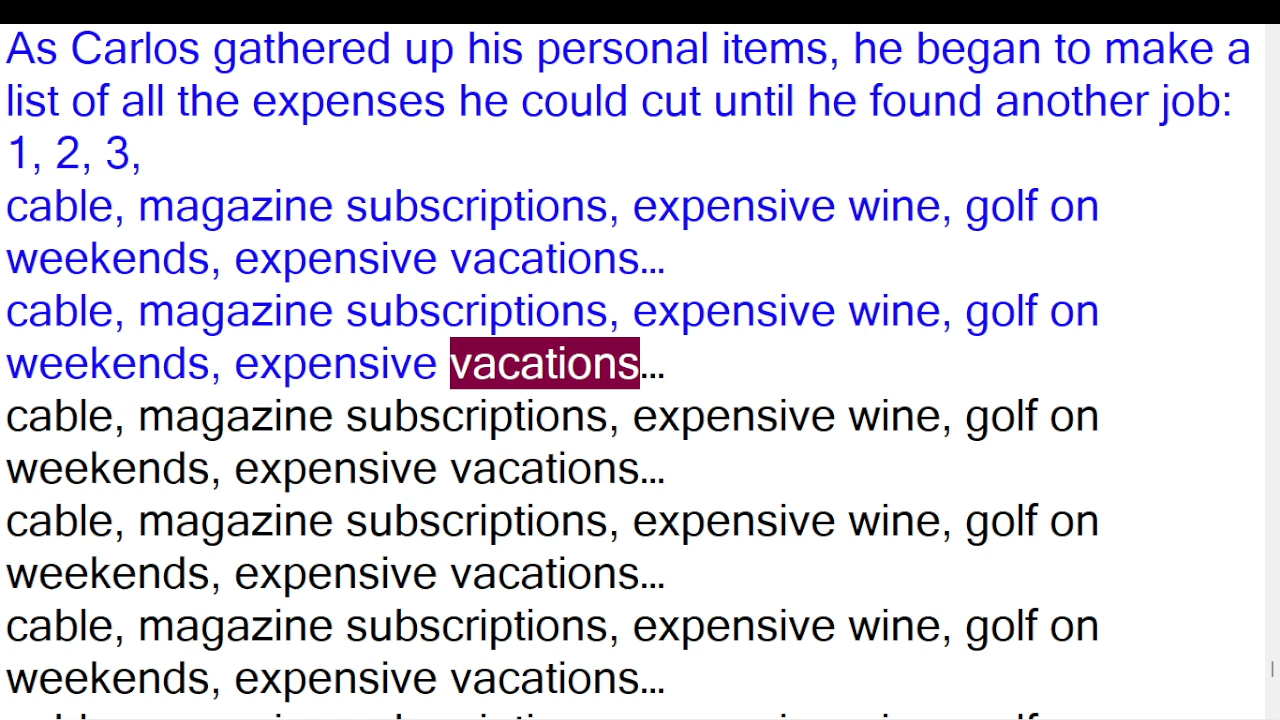 As Carlos gathered up his personal items, he began to make a
list of all the expenses he could cut until he found another job:
1, 2, 3,
cable, magazine subscriptions, expensive wine, golf on
weekends, expensive vacations...
cable, magazine subscriptions, expensive wine, golf on
weekends, expensive vacations...
cable, magazine subscriptions, expensive wine, golf on
weekends, expensive vacations...
cable, magazine subscriptions, expensive wine, golf on
weekends, expensive vacations...
cable, magazine subscriptions, expensive wine, golf on
weekends, expensive vacations...